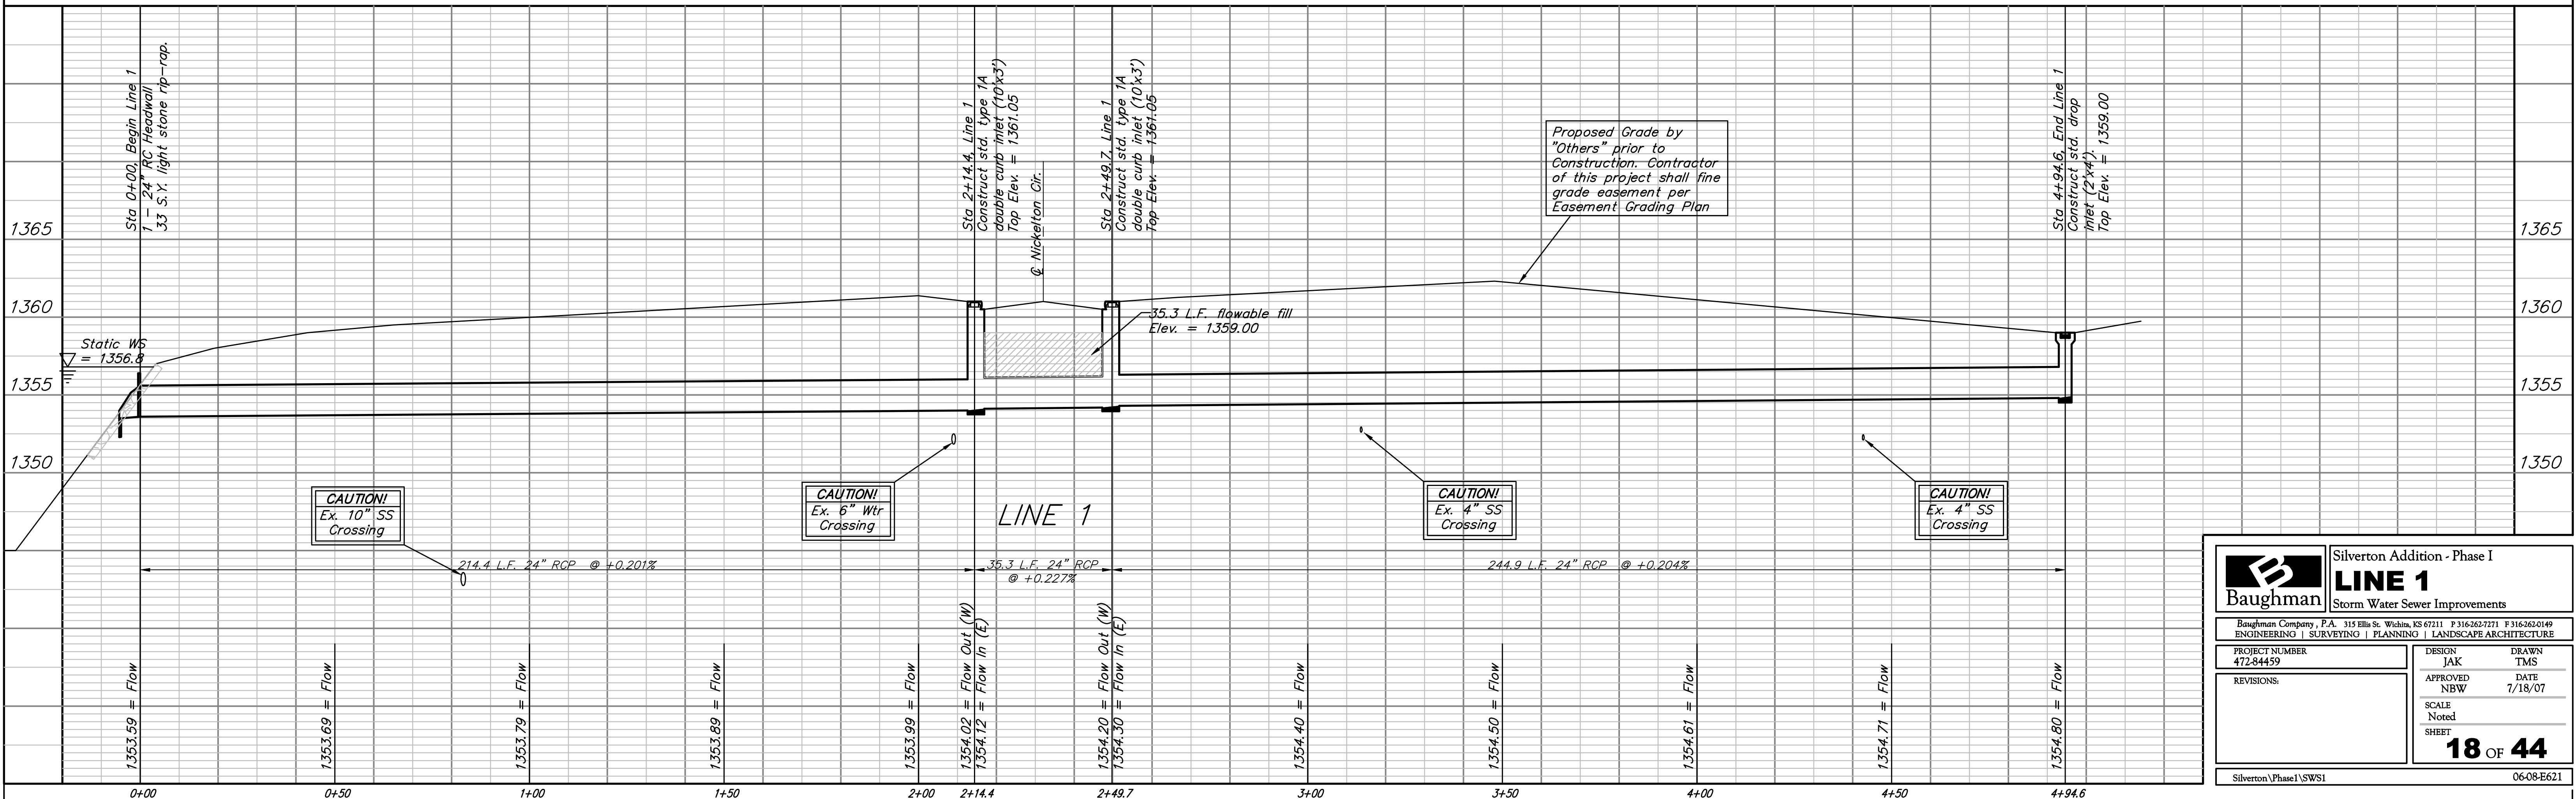 Sta 0+00, Begin Line 1
1 - 24" RC Headwall
33 S.Y. light stone rip-rap.
Sta 2+14.4, Line 1
Construct std. type 1A
double curb inlet (10'x3')
Top Elev. = 1361.05
℄ Nickelton Cir.
Sta 2+49.7, Line 1
Construct std. type 1A
double curb inlet (10'x3')
Top Elev. = 1361.05
Proposed Grade by
"Others" prior to
Construction. Contractor
of this project shall fine
grade easement per
Easement Grading Plan
Sta 4+94.6, End Line 1
Construct std. drop
inlet (2'x4').
Top Elev. = 1359.00
1365
1365
1360
1360
35.3 L.F. flowable fill
Elev. = 1359.00
Static WS
= 1356.8
1355
1355
1350
1350
CAUTION!
Ex. 10" SS
Crossing
CAUTION!
Ex. 6" Wtr
Crossing
LINE 1
CAUTION!
Ex. 4" SS
Crossing
CAUTION!
Ex. 4" SS
Crossing
214.4 L.F. 24" RCP @ +0.201%
35.3 L.F. 24" RCP
@ +0.227%
244.9 L.F. 24" RCP @ +0.204%
1353.59 = Flow
1353.69 = Flow
1353.79 = Flow
1353.89 = Flow
1353.99 = Flow
1354.02 = Flow Out (W)
1354.12 = Flow In (E)
1354.20 = Flow Out (W)
1354.30 = Flow In (E)
1354.40 = Flow
1354.50 = Flow
1354.61 = Flow
1354.71 = Flow
1354.80 = Flow
0+00
0+50
1+00
1+50
2+00
2+14.4
2+49.7
3+00
3+50
4+00
4+50
4+94.6
B
Baughman
Silverton Addition - Phase I
LINE 1
Storm Water Sewer Improvements
Baughman Company, P.A. 315 Ellis St. Wichita, KS 67211 P 316-262-7271 F 316-262-0149
ENGINEERING | SURVEYING | PLANNING | LANDSCAPE ARCHITECTURE
PROJECT NUMBER
472-84459
REVISIONS:
DESIGN
JAK
DRAWN
TMS
APPROVED
NBW
DATE
7/18/07
SCALE
Noted
SHEET
18 OF 44
Silverton\Phase1\SWS1
06-08-E621